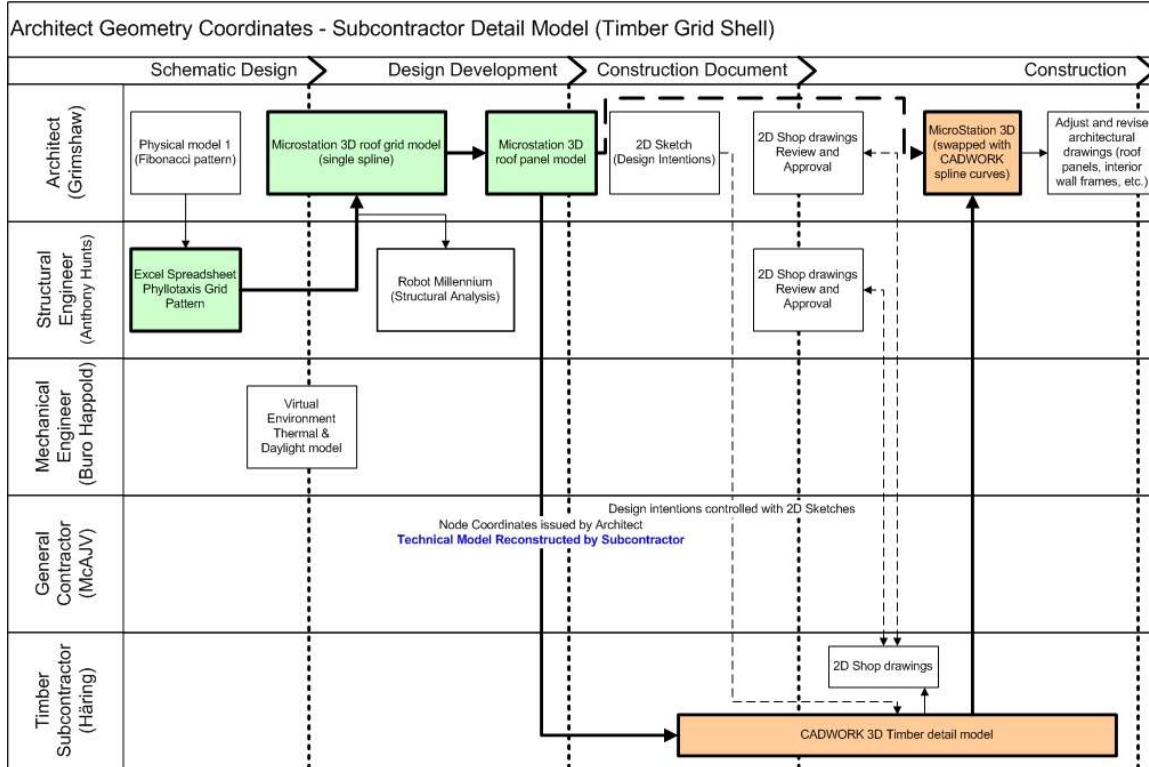 Architect Geometry Coordinates - Subcontractor Detail Model (Timber Grid Shell)
Schematic Design
Design Development
Construction Document
Construction
Architect
(Grimshaw)
Physical model 1
(Fibonacci pattern)
Microstation 3D roof grid model
(single spline)
Microstation 3D
roof panel model
2D Sketch
(Design Intentions)
2D Shop drawings
Review and
Approval
MicroStation 3D
(swapped with
CADWORK
spline curves)
Adjust and revise
architectural
drawings (roof
panels, interior
wall frames, etc.)
Structural
Engineer
(Anthony Hunts)
Excel Spreadsheet
Phyllotaxis Grid
Pattern
Robot Millennium
(Structural Analysis)
2D Shop drawings
Review and
Approval
Mechanical
Engineer
(Buro Happold)
Virtual
Environment
Thermal &
Daylight model
General
Contractor
(McAJV)
Design intentions controlled with 2D Sketches
Node Coordinates issued by Architect
Technical Model Reconstructed by Subcontractor
Timber
Subcontractor
(Häring)
2D Shop drawings
CADWORK 3D Timber detail model